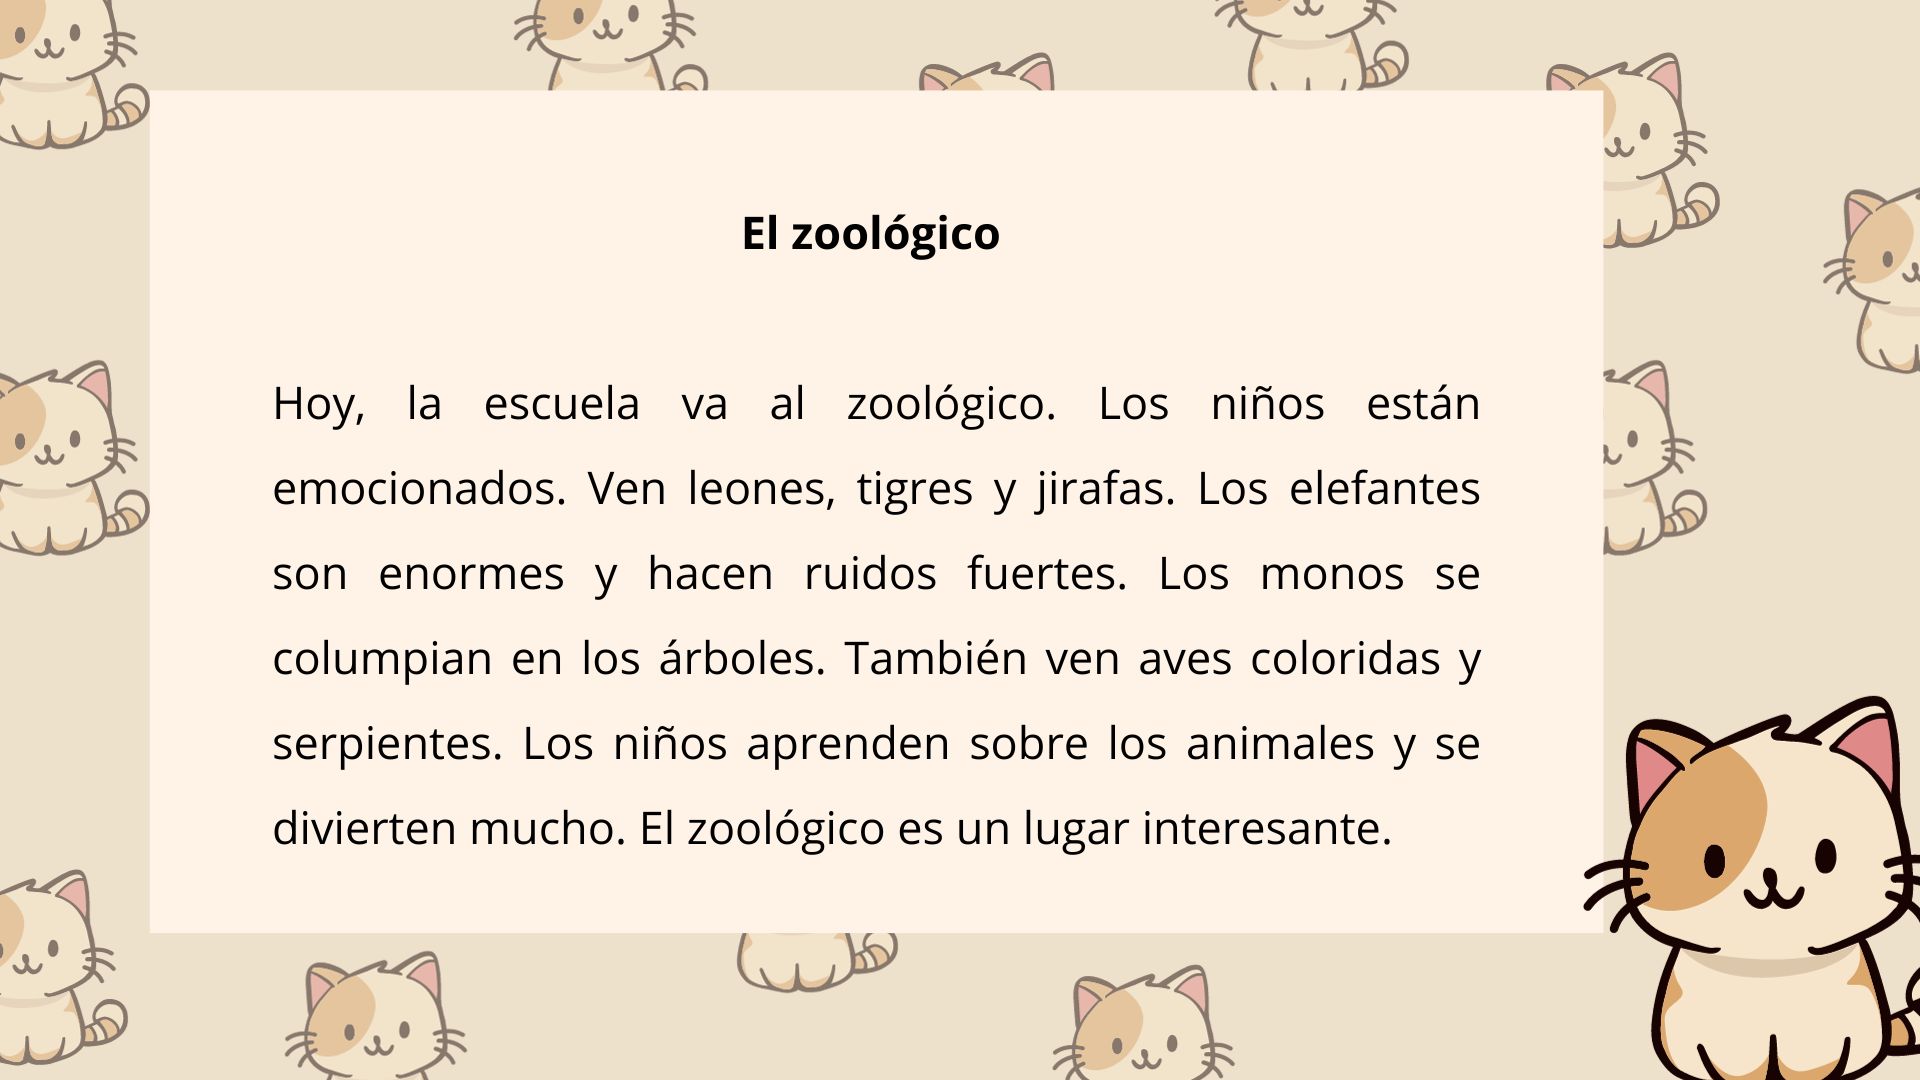 El zoológico
Hoy, la escuela va al zoológico. Los niños están
emocionados. Ven leones, tigres y jirafas. Los elefantes
son enormes y hacen ruidos fuertes. Los monos se
columpian en los árboles. También ven aves coloridas y
serpientes. Los niños aprenden sobre los animales y se
divierten mucho. El zoológico es un lugar interesante.